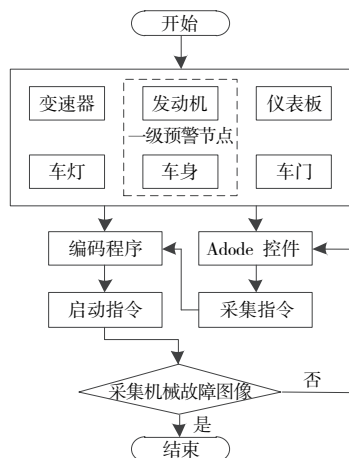 开始
变速器 发动机 仪表板
一级预警节点
车灯 车身 车门
编码程序 Adode 控件
启动指令 采集指令
采集机械故障图像 否
是
结束